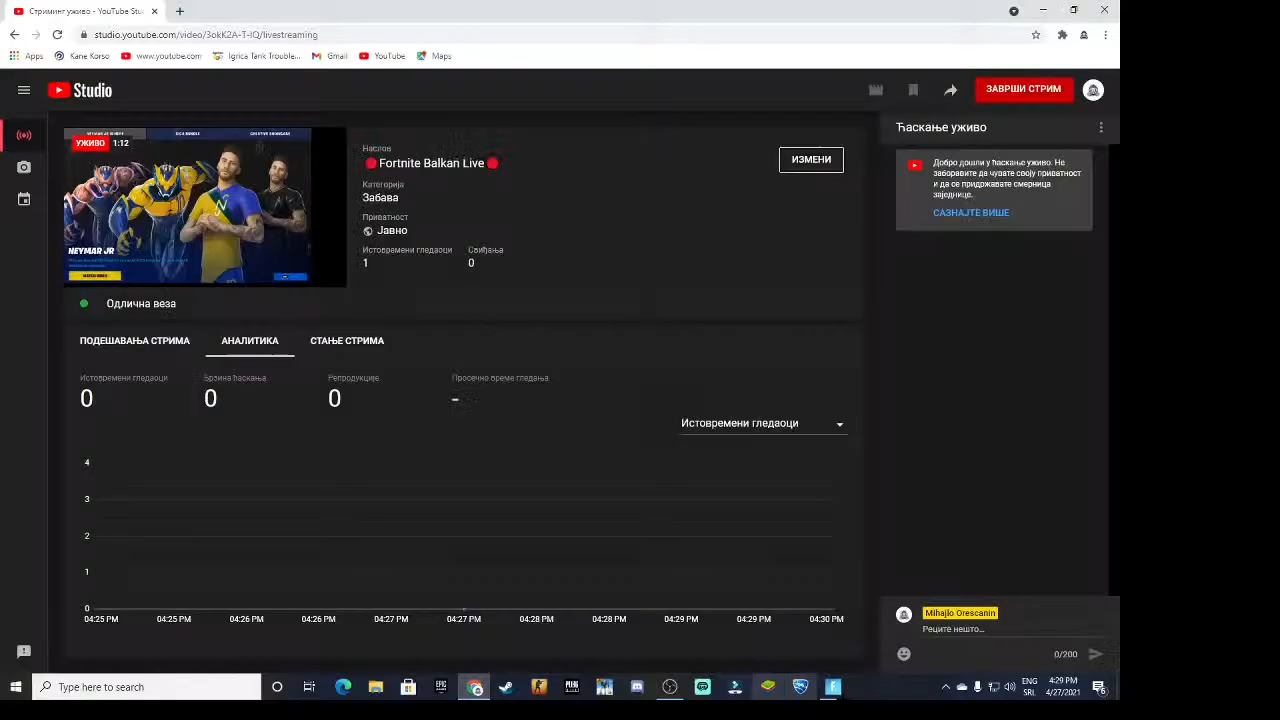 Стриминг уживо - YouTube Stu
studio.youtube.com/video/3okK2A-T-IQ/livestreaming
Apps
Kane Korso
www.youtube.com
Igrica Tank Trouble...
Gmail
YouTube
Maps
Studio
ЗАВРШИ СТРИМ
УЖИВО 1:12
CREATIVE SHOWCASE
NEYMAR JR
Наслов
Fortnite Balkan Live
ИЗМЕНИ
Категорија
Забава
Приватност
Јавно
Истовремени гледаоци
1
Свиђања
0
Одлична веза
ПОДЕШАВАЊА СТРИМА
АНАЛИТИКА
СТАЊЕ СТРИМА
Истовремени гледаоци
0
Брзина ћаскања
0
Репродукције
0
Просечно време гледања
–
Истовремени гледаоци
4
3
2
1
0
04:25 PM
04:25 PM
04:26 PM
04:26 PM
04:27 PM
04:27 PM
04:28 PM
04:28 PM
04:29 PM
04:29 PM
04:30 PM
Ћаскање уживо
Добро дошли у ћаскање уживо. Не
заборавите да чувате своју приватност
и да се придржавате смерница
заједнице.
САЗНАЈТЕ ВИШЕ
Mihajlo Orescanin
Реците нешто...
0/200
Type here to search
EPIC
PUBG
ENG
SRL
4:29 PM
4/27/2021
6